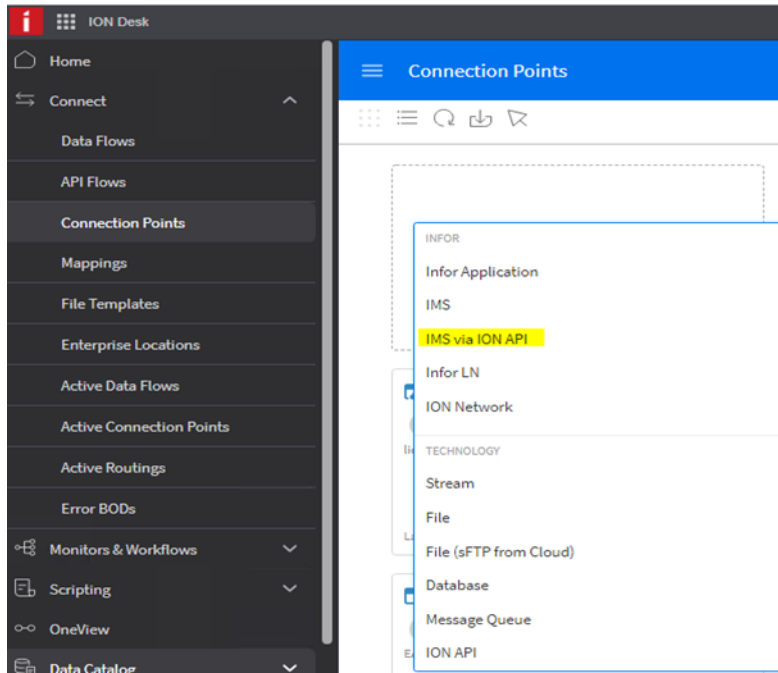 ION Desk
Home
Connect
Data Flows
API Flows
Connection Points
Mappings
File Templates
Enterprise Locations
Active Data Flows
Active Connection Points
Active Routings
Error BODs
Monitors & Workflows
Scripting
OneView
Data Catalog
Connection Points
INFOR
Infor Application
IMS
IMS via ION API
Infor LN
ION Network
TECHNOLOGY
Stream
File
File (sFTP from Cloud)
Database
Message Queue
ION API